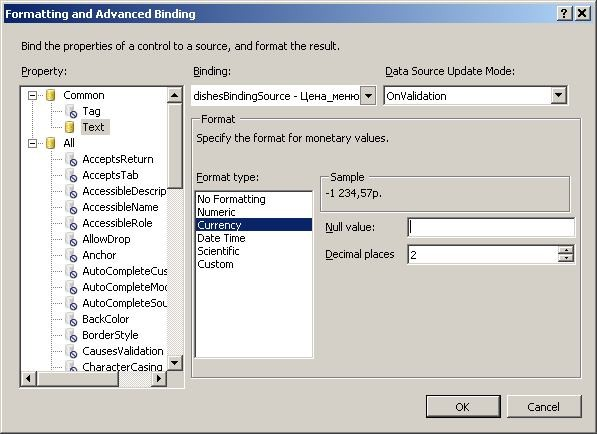 Formatting and Advanced Binding
Bind the properties of a control to a source, and format the result.
Property:
Common
Tag
Text
All
AcceptsReturn
AcceptsTab
AccessibleDescrip
AccessibleName
AccessibleRole
AllowDrop
Anchor
AutoCompleteCus
AutoCompleteMod
AutoCompleteSou
BackColor
BorderStyle
CausesValidation
CharacterCasing
Binding:
dishesBindingSource - Цена_меню
Data Source Update Mode:
OnValidation
Format
Specify the format for monetary values.
Format type:
No Formatting
Numeric
Currency
Date Time
Scientific
Custom
Sample
-1 234,57р.
Null value:
Decimal places
2
OK
Cancel